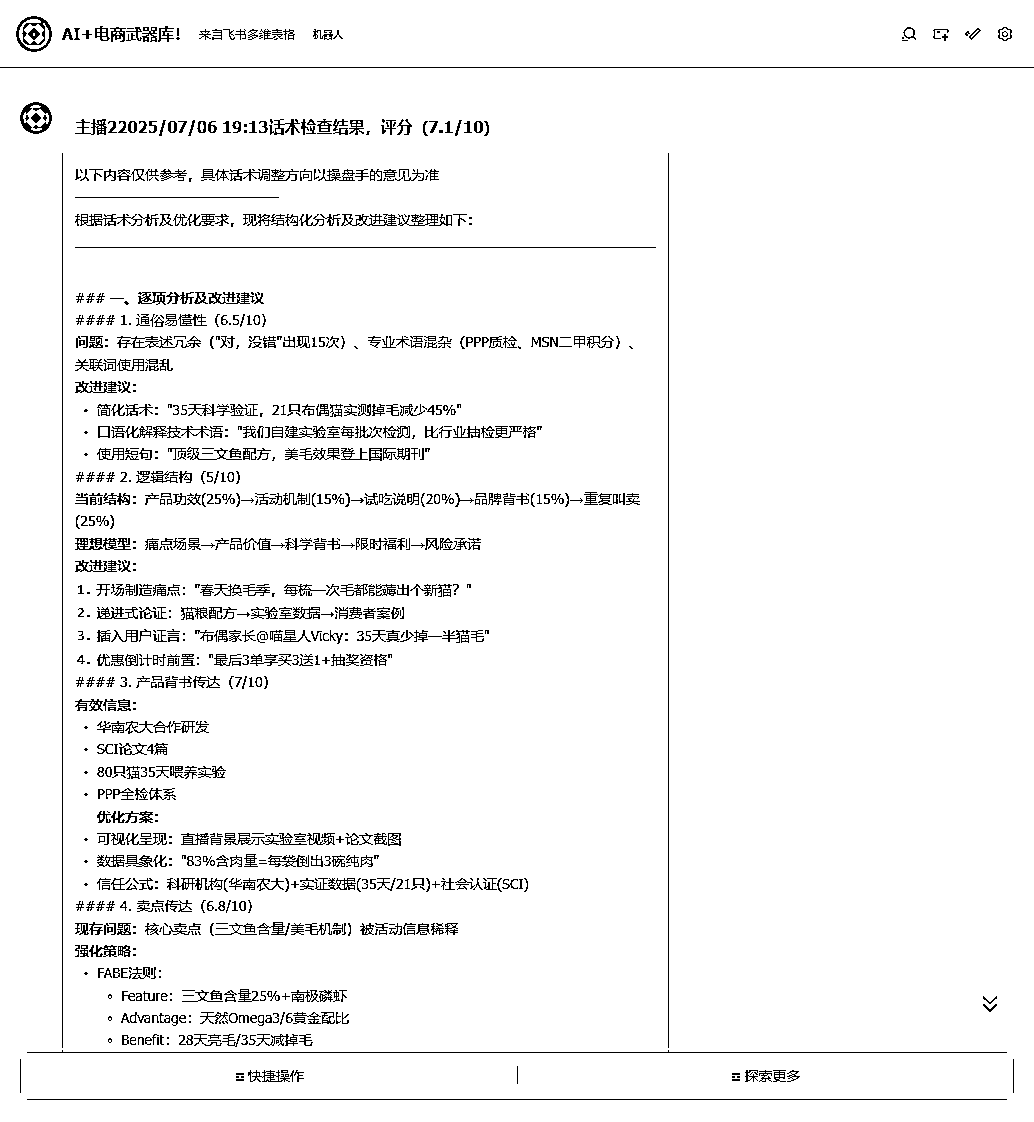 AI+电商武器库! 来自飞书多维表格 机器人
主播22025/07/06 19:13话术检查结果，评分（7.1/10）
以下内容仅供参考，具体话术调整方向以操盘手的意见为准
根据话术分析及优化要求，现将结构化分析及改进建议整理如下：
### 一、逐项分析及改进建议
#### 1. 通俗易懂性（6.5/10）
问题：存在表述冗余（"对，没错"出现15次）、专业术语混杂（PPP质检、MSN二甲积分）、
关联词使用混乱
改进建议：
• 简化话术："35天科学验证，21只布偶猫实测掉毛减少45%"
• 口语化解释技术术语："我们自建实验室每批次检测，比行业抽检更严格"
• 使用短句："顶级三文鱼配方，美毛效果登上国际期刊"
#### 2. 逻辑结构（5/10）
当前结构：产品功效(25%)→活动机制(15%)→试吃说明(20%)→品牌背书(15%)→重复叫卖
(25%)
理想模型：痛点场景→产品价值→科学背书→限时福利→风险承诺
改进建议：
1. 开场制造痛点："春天换毛季，每梳一次毛都能薅出个新猫？"
2. 递进式论证：猫粮配方→实验室数据→消费者案例
3. 插入用户证言："布偶家长@喵星人Vicky：35天真少掉一半猫毛"
4. 优惠倒计时前置："最后3单享买3送1+抽奖资格"
#### 3. 产品背书传达（7/10）
有效信息：
• 华南农大合作研发
• SCI论文4篇
• 80只猫35天喂养实验
• PPP全检体系
优化方案：
• 可视化呈现：直播背景展示实验室视频+论文截图
• 数据具象化："83%含肉量=每袋倒出3碗纯肉"
• 信任公式：科研机构(华南农大)+实证数据(35天/21只)+社会认证(SCI)
#### 4. 卖点传达（6.8/10）
现存问题：核心卖点（三文鱼含量/美毛机制）被活动信息稀释
强化策略：
• FABE法则：
◦ Feature：三文鱼含量25%+南极磷虾
◦ Advantage：天然Omega3/6黄金配比
◦ Benefit：28天亮毛/35天减掉毛
快捷操作
探索更多